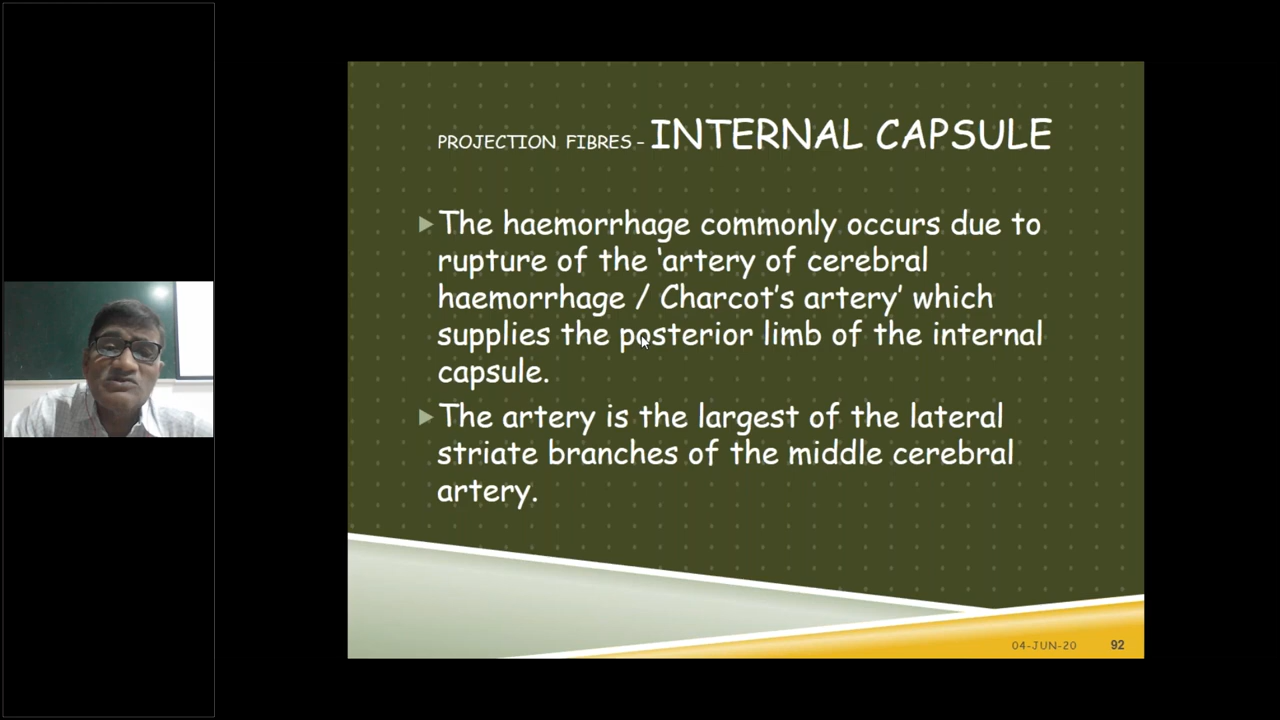 PROJECTION FIBRES - INTERNAL CAPSULE
The haemorrhage commonly occurs due to
rupture of the ‘artery of cerebral
haemorrhage / Charcot’s artery’ which
supplies the posterior limb of the internal
capsule.
The artery is the largest of the lateral
striate branches of the middle cerebral
artery.
04-JUN-20 92